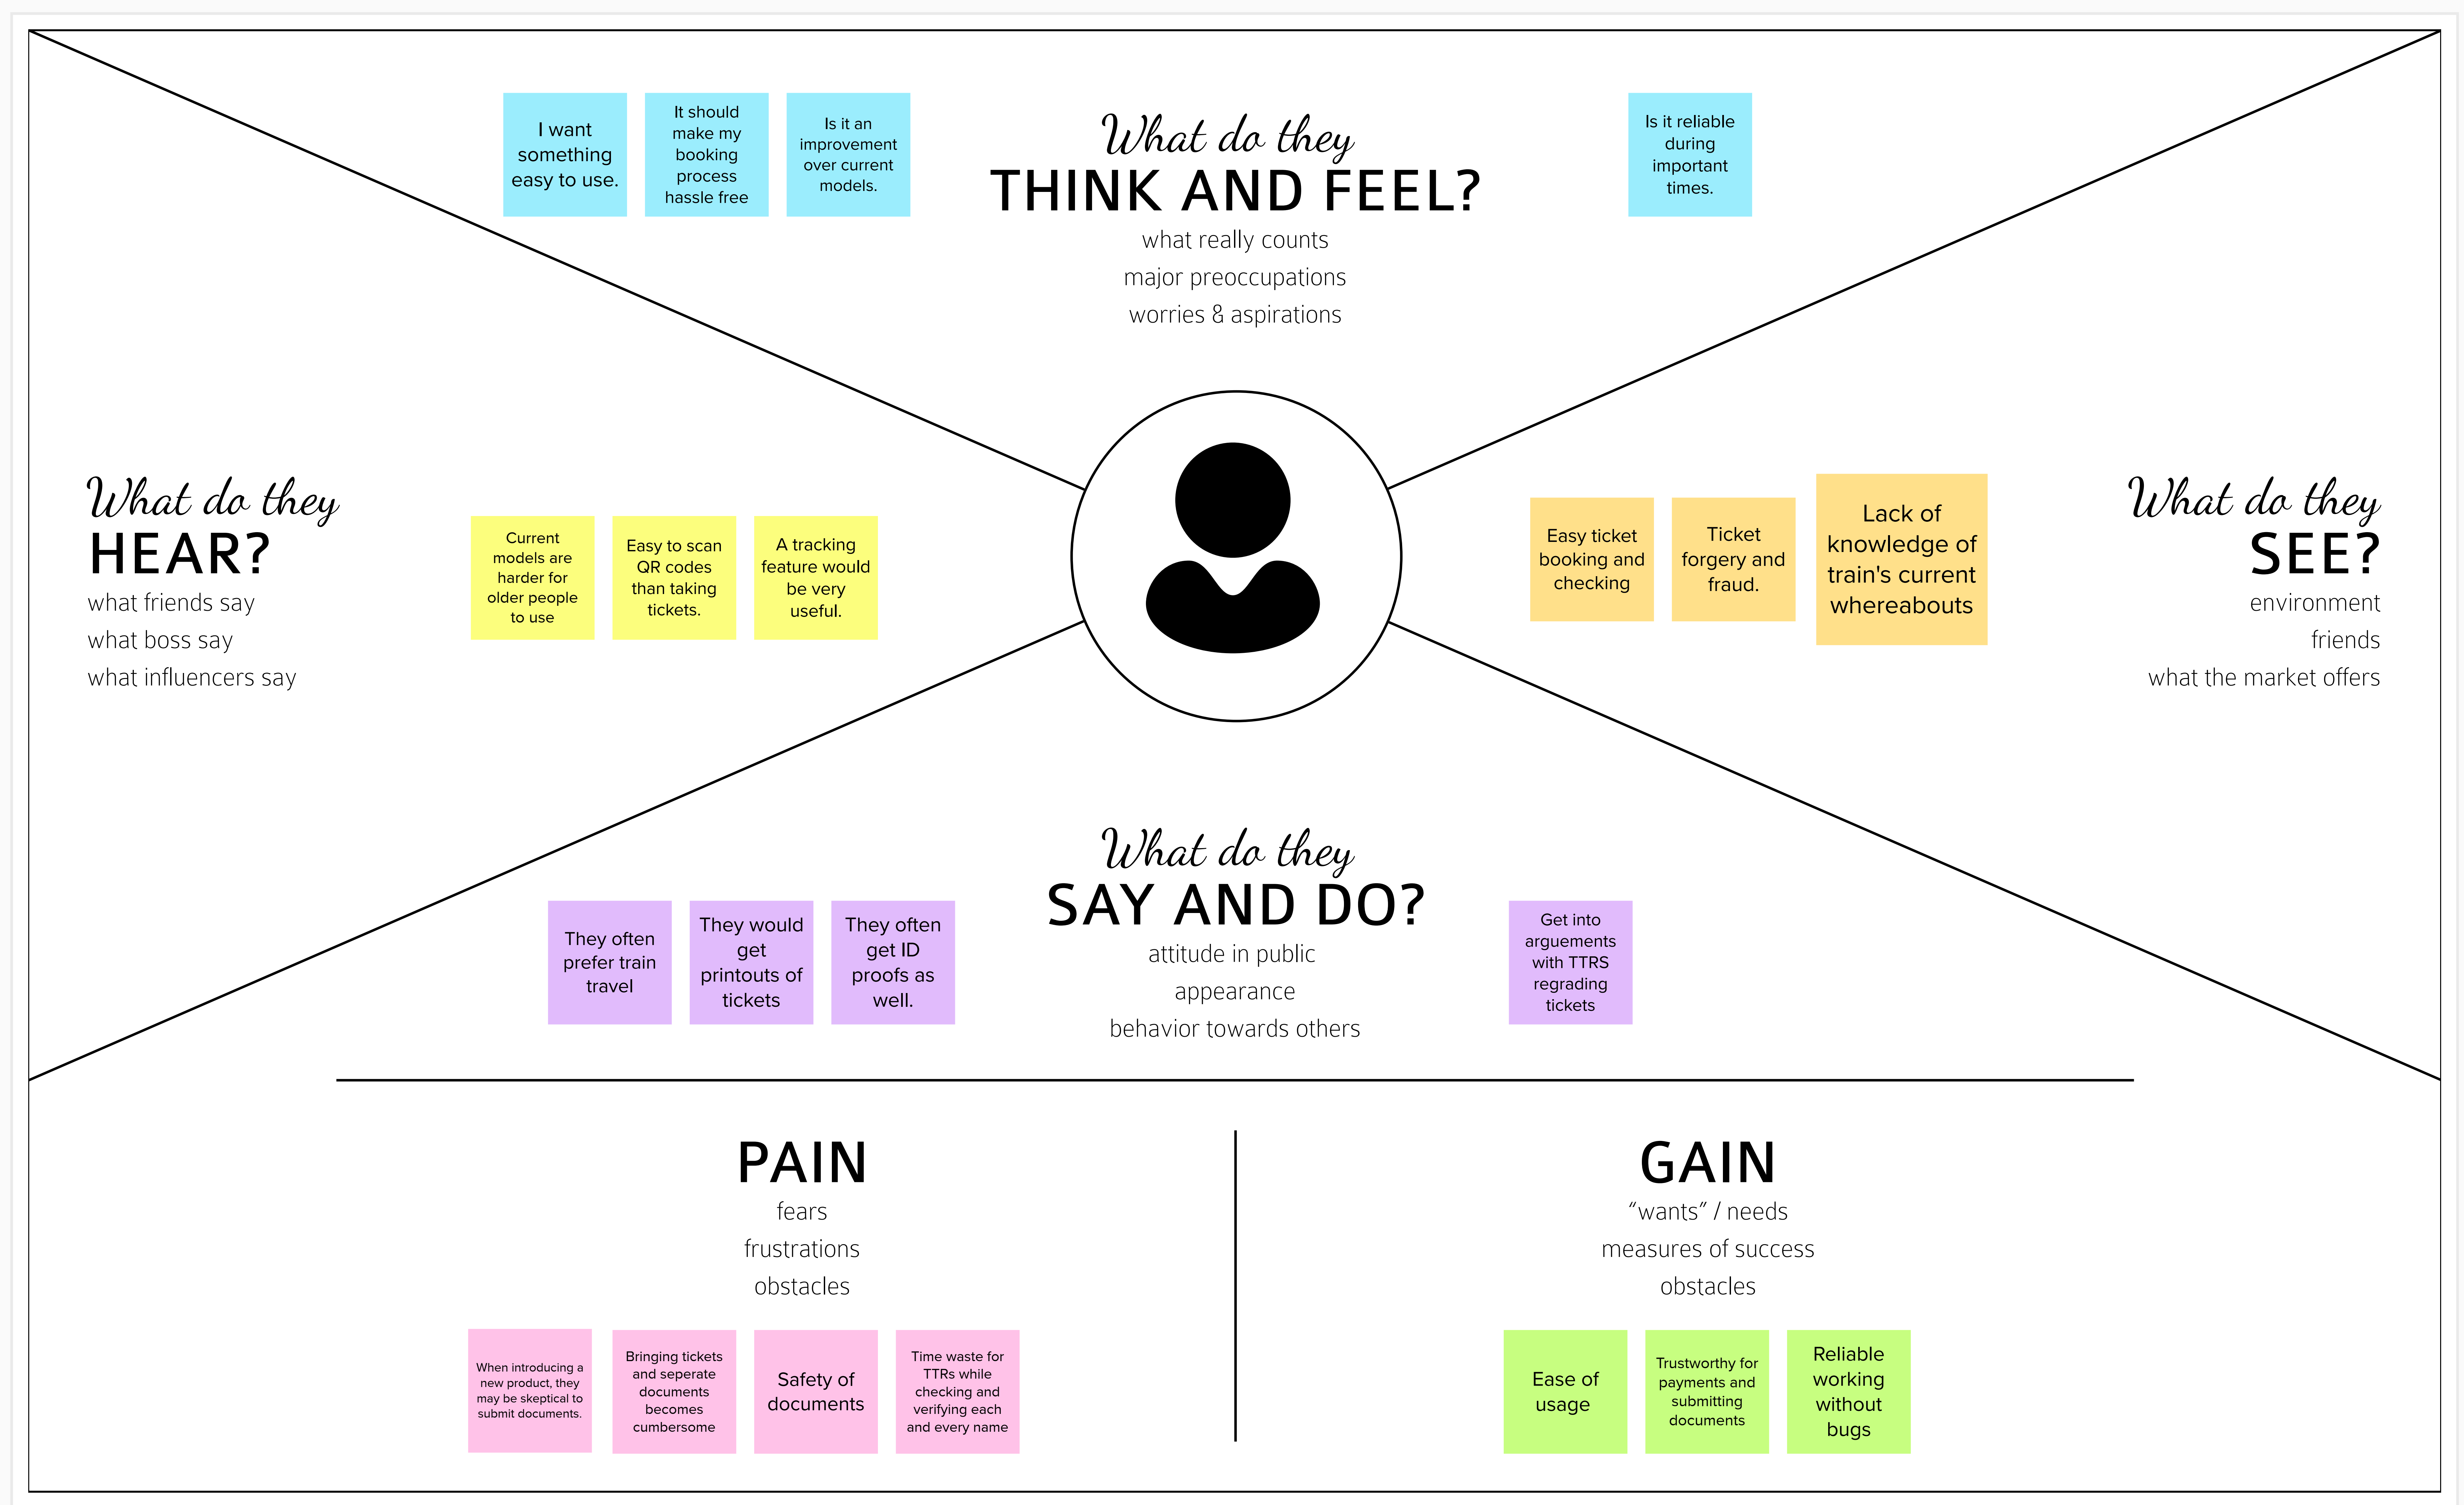 I want
something
easy to use.
It should
make my
booking
process
hassle free
Is it an
improvement
over current
models.
What do they
THINK AND FEEL?
what really counts
major preoccupations
worries & aspirations
Is it reliable
during
important
times.
What do they
HEAR?
what friends say
what boss say
what influencers say
Current
models are
harder for
older people
to use
Easy to scan
QR codes
than taking
tickets.
A tracking
feature would
be very
useful.
Easy ticket
booking and
checking
Ticket
forgery and
fraud.
Lack of
knowledge of
train's current
whereabouts
What do they
SEE?
environment
friends
what the market offers
They often
prefer train
travel
They would
get
printouts of
tickets
They often
get ID
proofs as
well.
What do they
SAY AND DO?
attitude in public
appearance
behavior towards others
Get into
arguements
with TTRS
regrading
tickets
PAIN
fears
frustrations
obstacles
When introducing a
new product, they
may be skeptical to
submit documents.
Bringing tickets
and seperate
documents
becomes
cumbersome
Safety of
documents
Time waste for
TTRs while
checking and
verifying each
and every name
GAIN
“wants” / needs
measures of success
obstacles
Ease of
usage
Trustworthy for
payments and
submitting
documents
Reliable
working
without
bugs